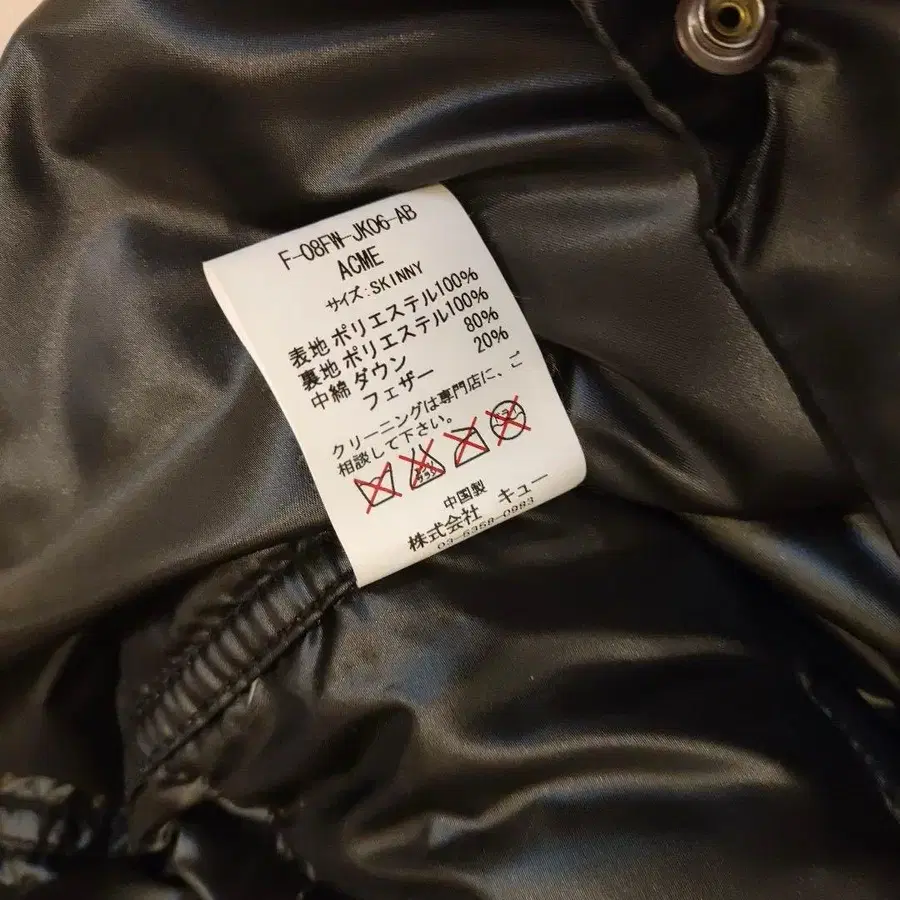 F-08FW-JK06-AB
ACME
サイズ:SKINNY
表地 ポリエステル100%
裏地 ポリエステル100%
中綿 ダウン 80%
フェザー 20%
クリーニングは専門店に、ご
相談して下さい。
中国製
株式会社 キュー
03-5358-0983